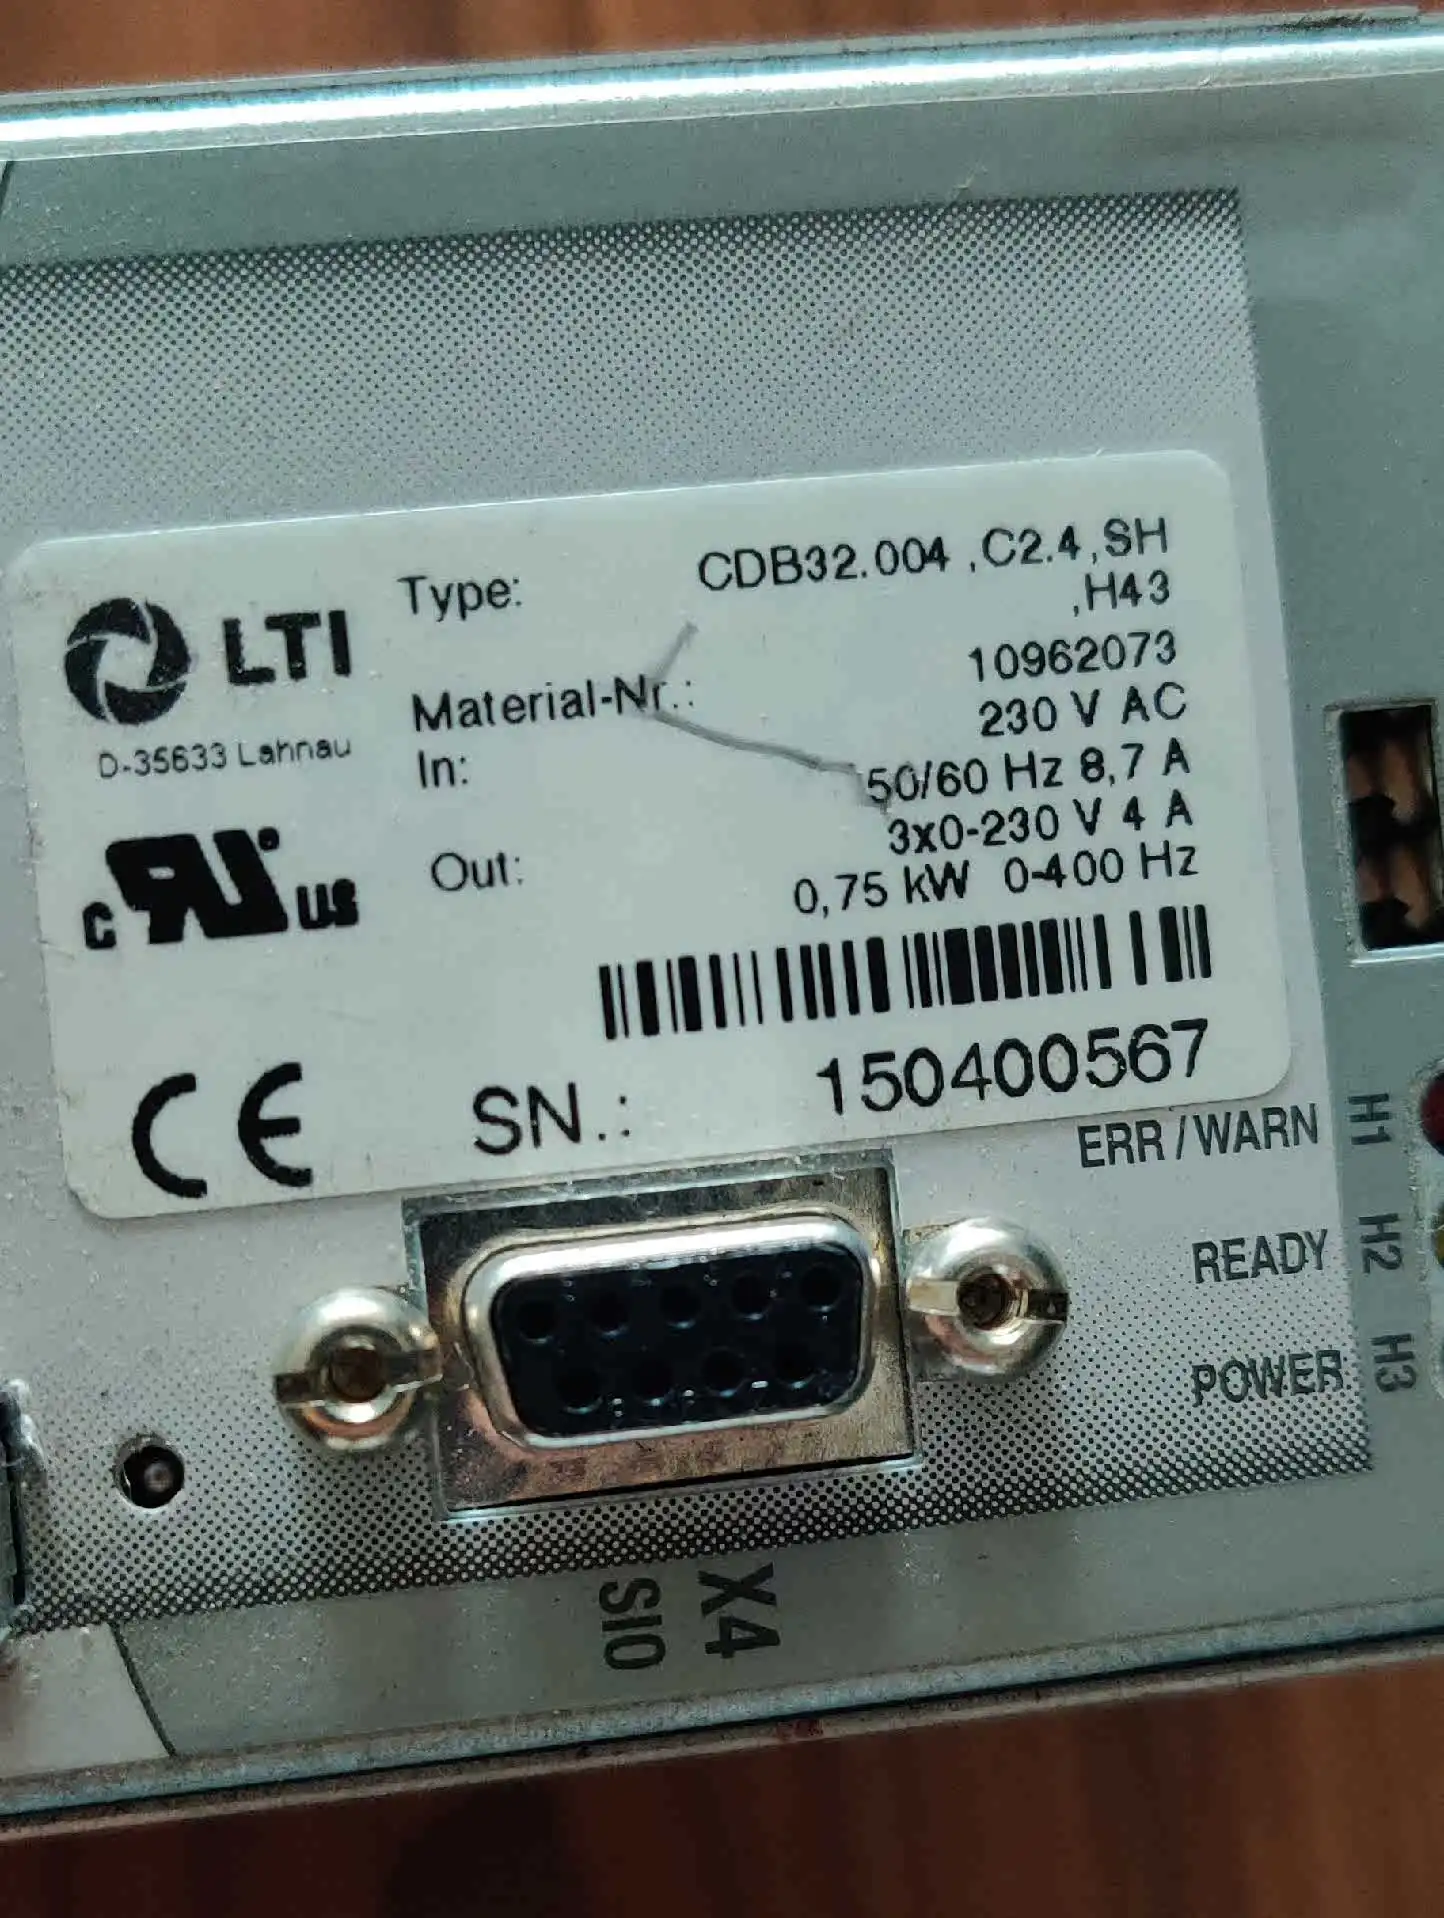 LTI
D-35633 Lahnau
Type: CDB32.004 ,C2.4,SH
,H43
Material-Nr.: 10962073
In: 230 V AC
50/60 Hz 8,7 A
Out: 3x0-230 V 4 A
0,75 kW 0-400 Hz
c RU us
CE
SN.: 150400567
ERR/WARN H1
READY H2
POWER H3
X4
SIO